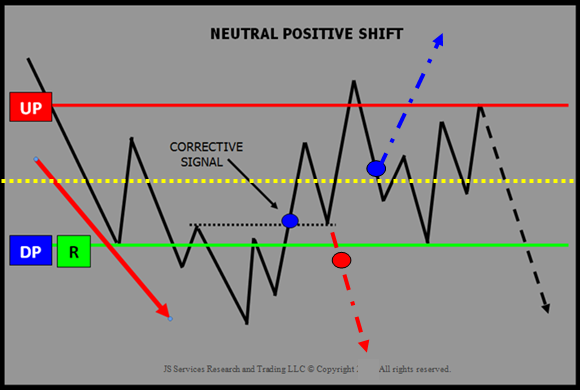 NEUTRAL POSITIVE SHIFT
UP
CORRECTIVE
SIGNAL
DP R
JS Services Research and Trading LLC © Copyright All rights reserved.